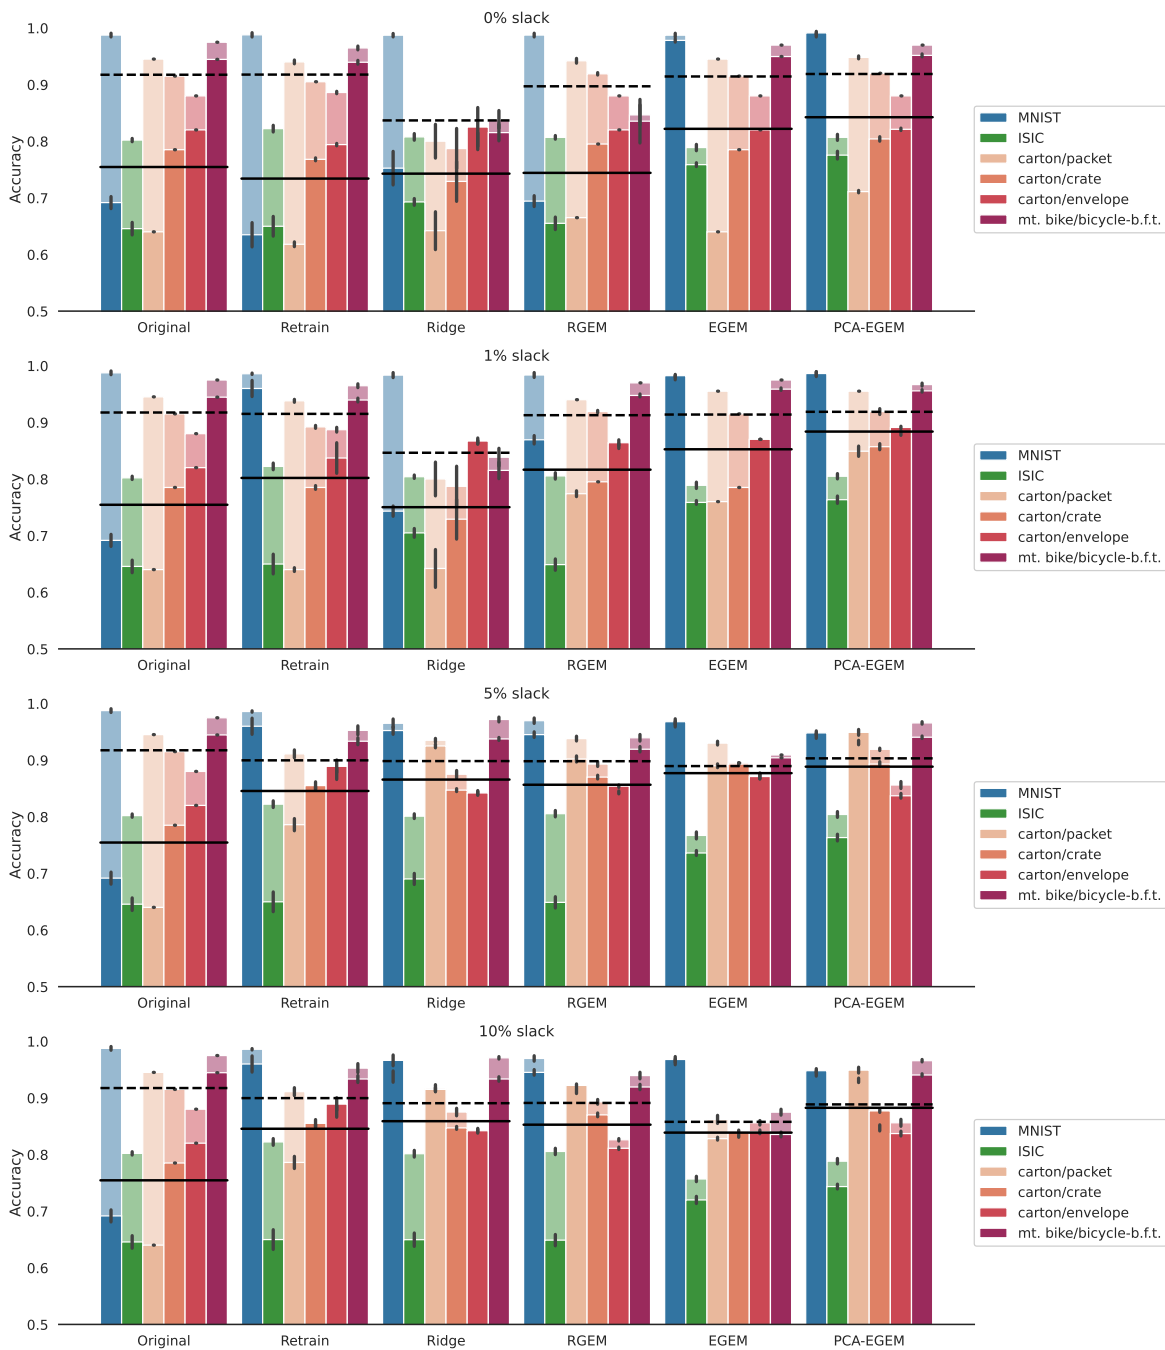 0% slack
1.0
0.9
0.8
0.7
0.6
0.5
Accuracy
Original Retrain Ridge RGEM EGEM PCA-EGEM
MNIST
ISIC
carton/packet
carton/crate
carton/envelope
mt. bike/bicycle-b.f.t.
1% slack
1.0
0.9
0.8
0.7
0.6
0.5
Accuracy
Original Retrain Ridge RGEM EGEM PCA-EGEM
MNIST
ISIC
carton/packet
carton/crate
carton/envelope
mt. bike/bicycle-b.f.t.
5% slack
1.0
0.9
0.8
0.7
0.6
0.5
Accuracy
Original Retrain Ridge RGEM EGEM PCA-EGEM
MNIST
ISIC
carton/packet
carton/crate
carton/envelope
mt. bike/bicycle-b.f.t.
10% slack
1.0
0.9
0.8
0.7
0.6
0.5
Accuracy
Original Retrain Ridge RGEM EGEM PCA-EGEM
MNIST
ISIC
carton/packet
carton/crate
carton/envelope
mt. bike/bicycle-b.f.t.